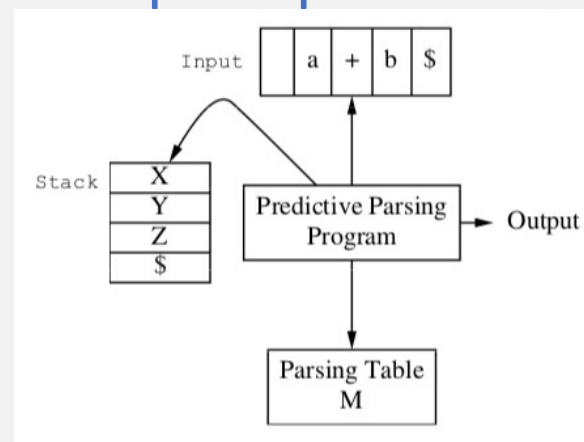 Input
a + b $
Stack
X
Y
Z
$
Predictive Parsing
Program
Output
Parsing Table
M